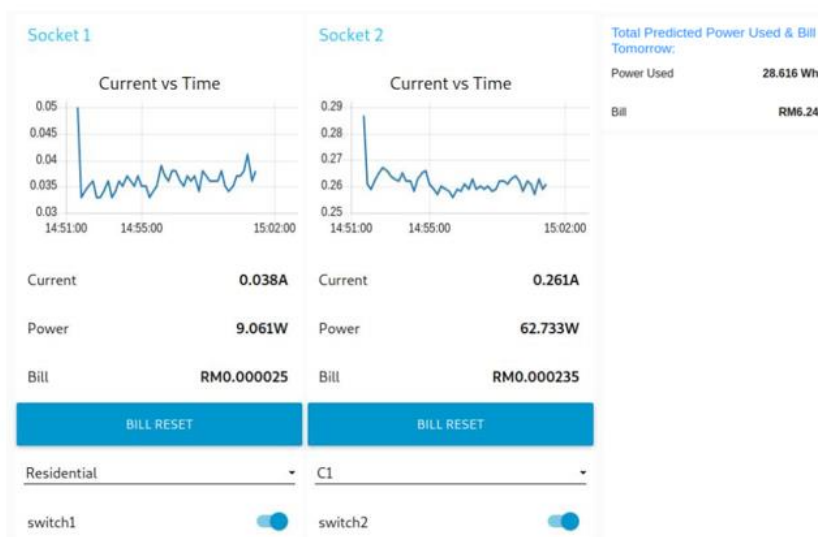 Socket 1
Current vs Time
0.05
0.045
0.04
0.035
0.03
14:51:00 14:55:00 15:02:00
Current 0.038A
Power 9.061W
Bill RM0.000025
BILL RESET
Residential
switch1
Socket 2
Current vs Time
0.29
0.28
0.27
0.26
0.25
14:51:00 14:55:00 15:02:00
Current 0.261A
Power 62.733W
Bill RM0.000235
BILL RESET
C1
switch2
Total Predicted Power Used & Bill
Tomorrow:
Power Used 28.616 Wh
Bill RM6.24